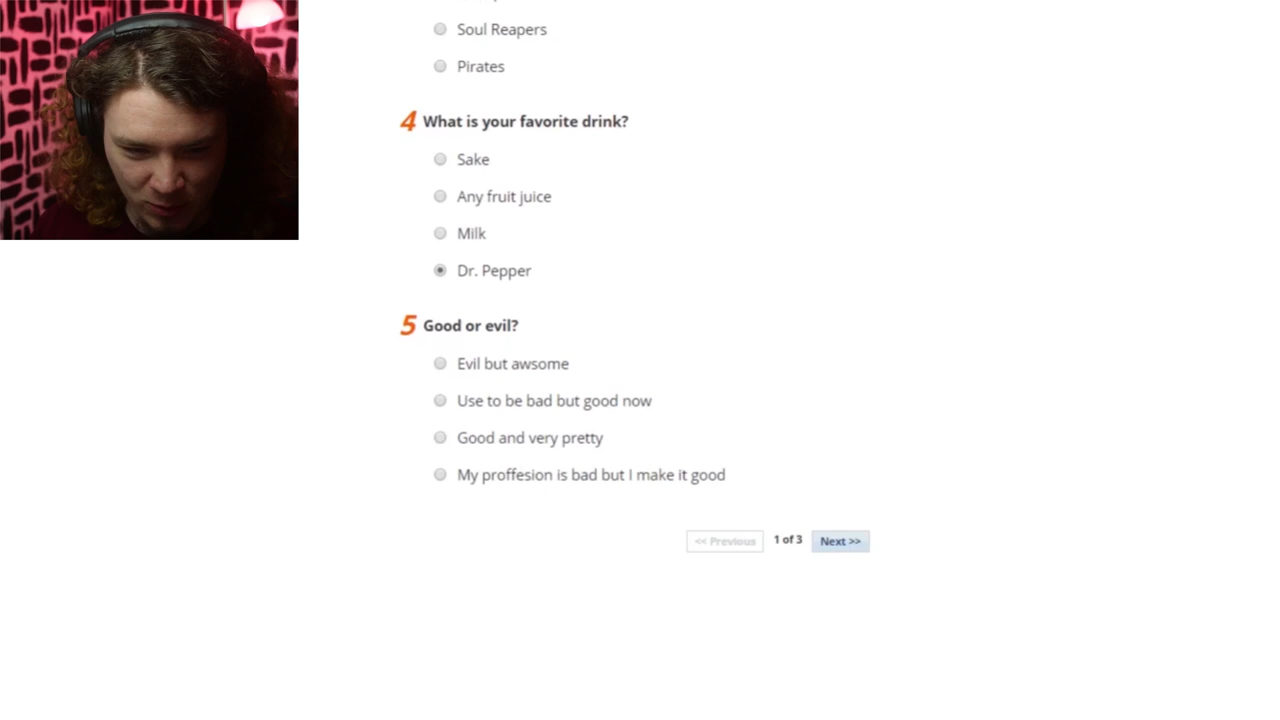 Soul Reapers
Pirates
4 What is your favorite drink?
Sake
Any fruit juice
Milk
Dr. Pepper
5 Good or evil?
Evil but awsome
Use to be bad but good now
Good and very pretty
My proffesion is bad but I make it good
<< Previous 1 of 3 Next >>